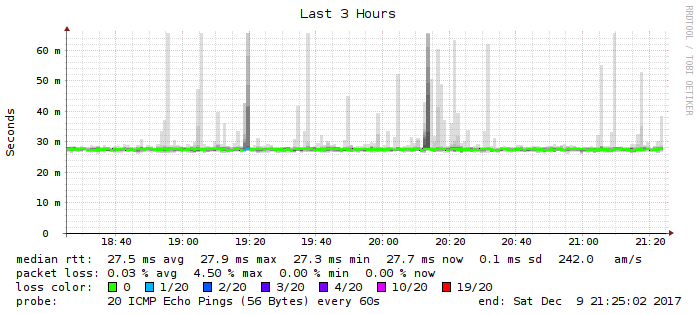 Last 3 Hours
RRDTOOL / TOBI OETIKER
Seconds
60 m
50 m
40 m
30 m
20 m
10 m
0
18:40 19:00 19:20 19:40 20:00 20:20 20:40 21:00 21:20
median rtt: 27.5 ms avg 27.9 ms max 27.3 ms min 27.7 ms now 0.1 ms sd 242.0 am/s
packet loss: 0.03 % avg 4.50 % max 0.00 % min 0.00 % now
loss color: 0 1/20 2/20 3/20 4/20 10/20 19/20
probe: 20 ICMP Echo Pings (56 Bytes) every 60s end: Sat Dec 9 21:25:02 2017